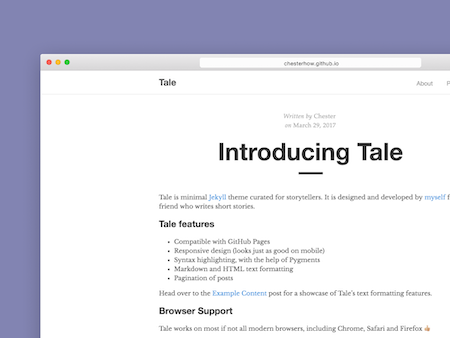 chesterhow.github.io
Tale
About
Written by Chester
on March 29, 2017
Introducing Tale
Tale is minimal Jekyll theme curated for storytellers. It is designed and developed by myself
friend who writes short stories.
Tale features
• Compatible with GitHub Pages
• Responsive design (looks just as good on mobile)
• Syntax highlighting, with the help of Pygments
• Markdown and HTML text formatting
• Pagination of posts
Head over to the Example Content post for a showcase of Tale's text formatting features.
Browser Support
Tale works on most if not all modern browsers, including Chrome, Safari and Firefox 👍🏼